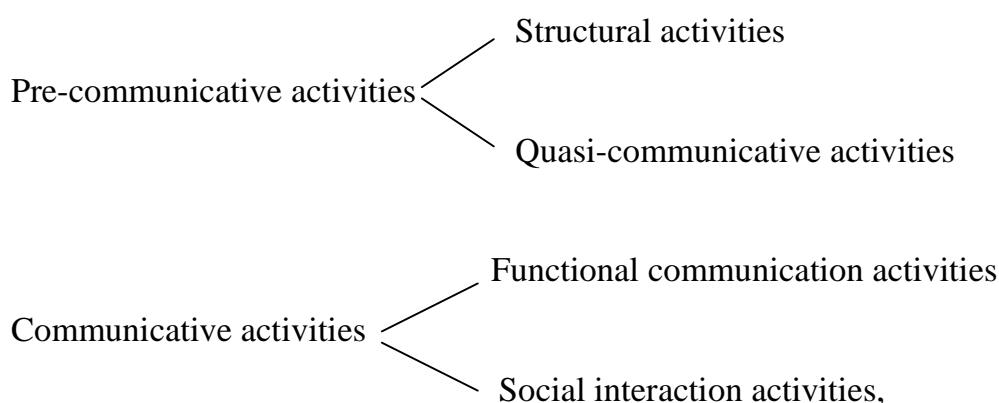 Structural activities
Pre-communicative activities
Quasi-communicative activities
Functional communication activities
Communicative activities
Social interaction activities,